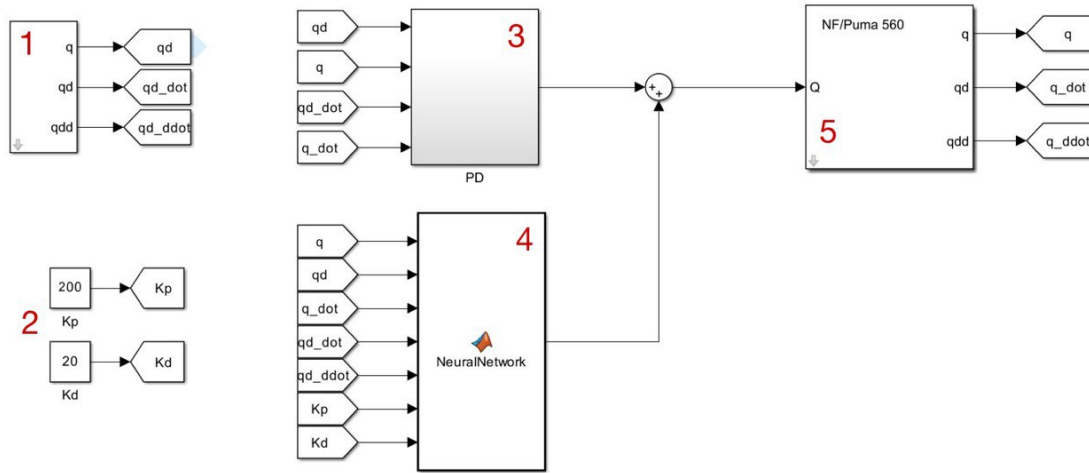 1
q
qd
qd
qd_dot
qdd
qd_ddot
2
200
Kp
Kp
20
Kd
Kd
3
qd
q
qd_dot
q_dot
PD
+
+
4
q
qd
q_dot
qd_dot
qd_ddot
Kp
Kd
NeuralNetwork
NF/Puma 560
Q
5
q
q
qd
q_dot
qdd
q_ddot